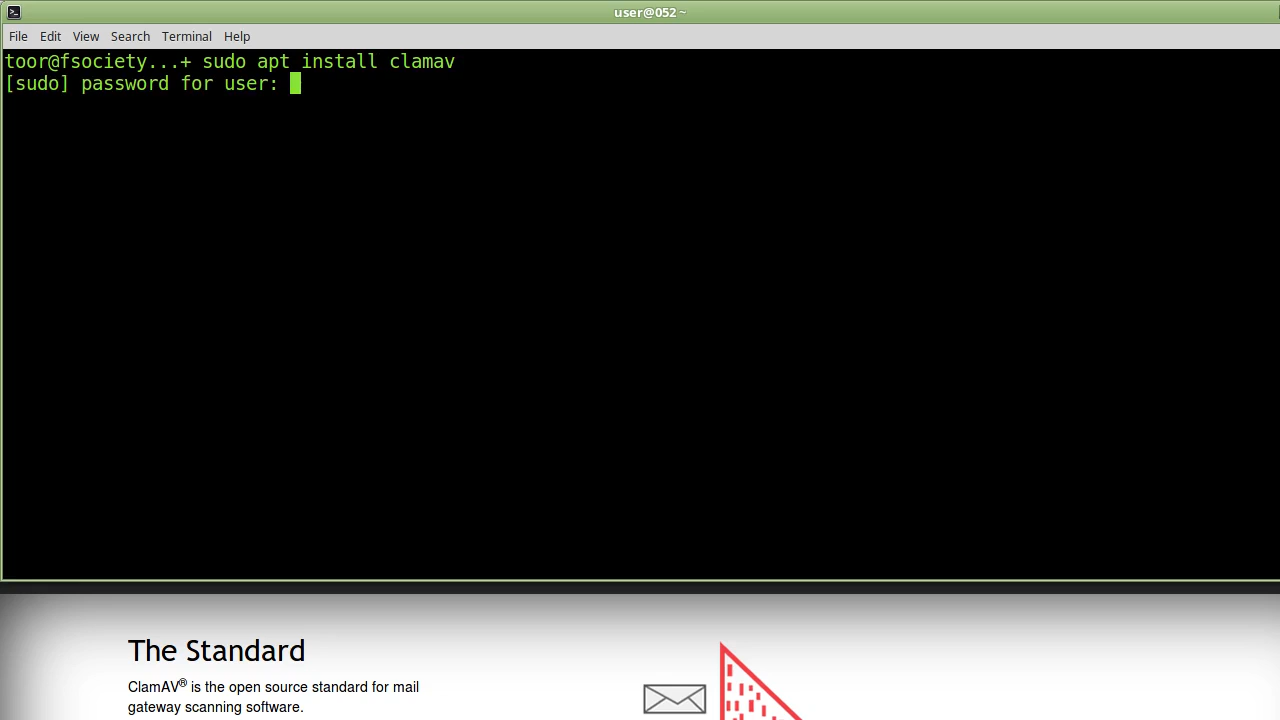 user@052 ~
File Edit View Search Terminal Help
toor@fsociety...+ sudo apt install clamav
[sudo] password for user:
The Standard
ClamAV® is the open source standard for mail
gateway scanning software.